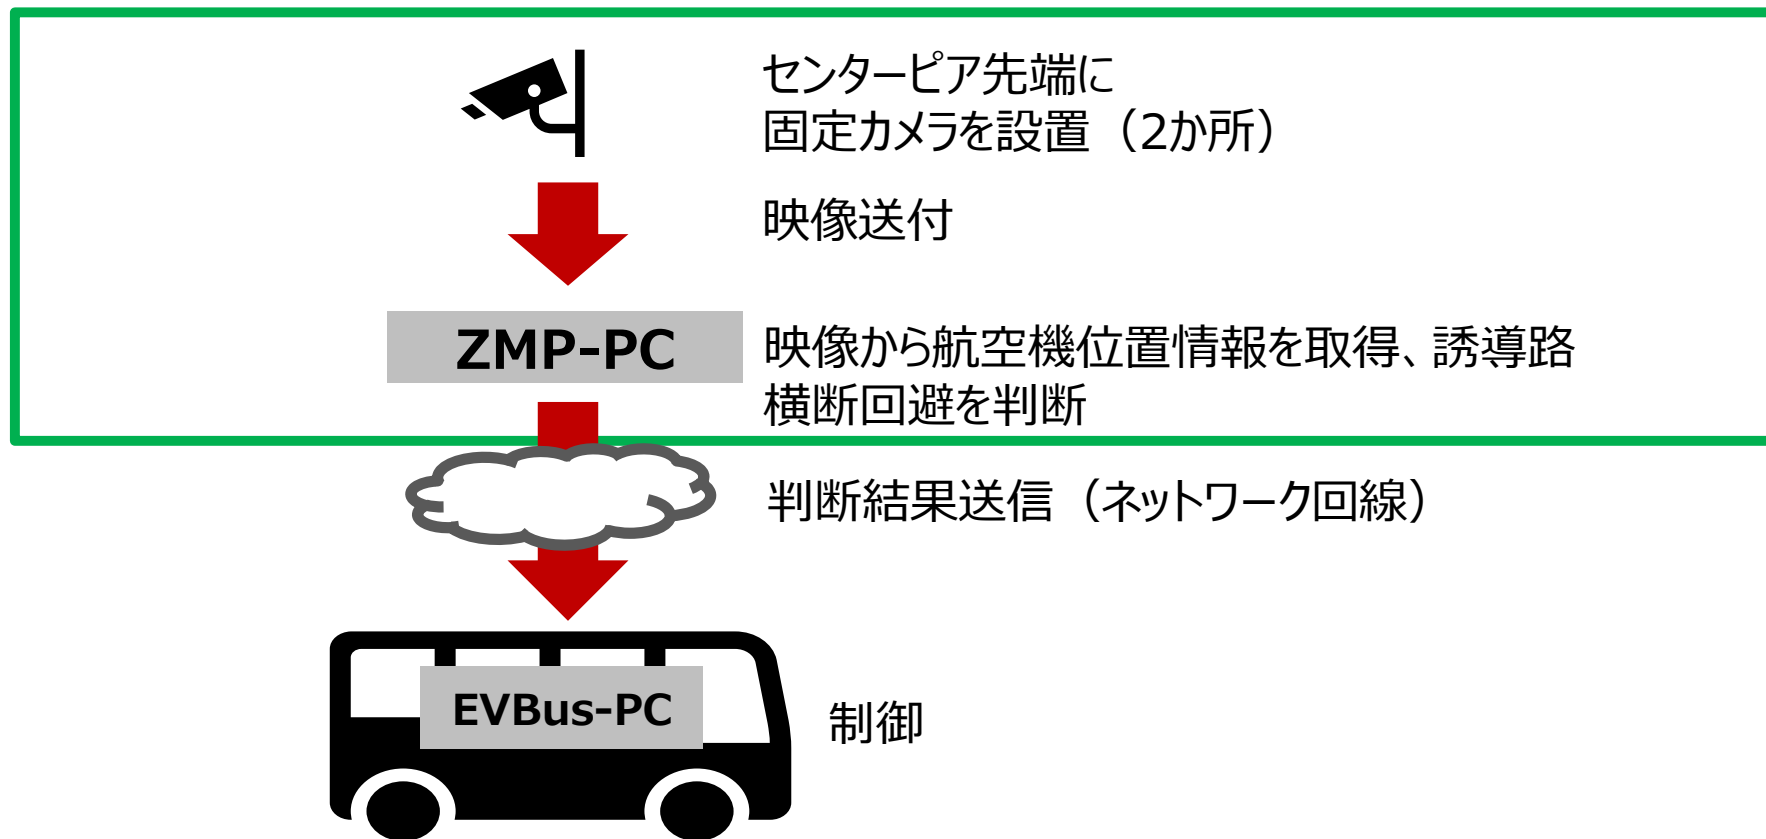 センターピア先端に
固定カメラを設置（2か所）
映像送付
ZMP-PC
映像から航空機位置情報を取得、誘導路
横断回避を判断
判断結果送信（ネットワーク回線）
EVBus-PC
制御